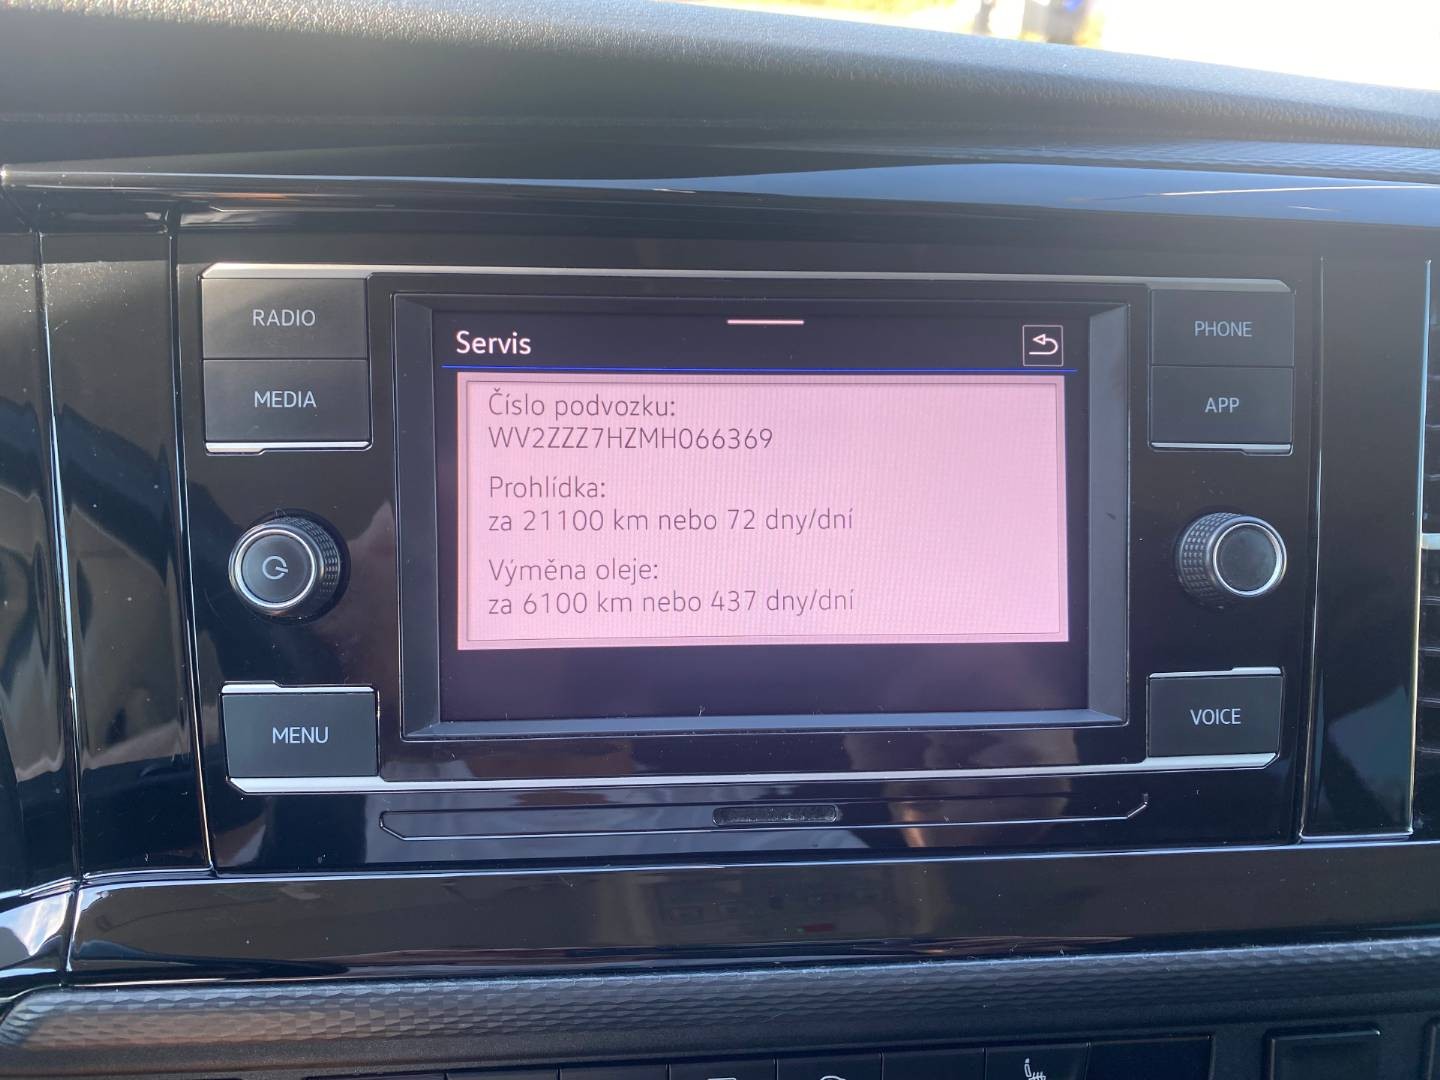 RADIO
MEDIA
MENU
PHONE
APP
VOICE
Servis
Číslo podvozku:
WV2ZZZ7HZMH066369
Prohlídka:
za 21100 km nebo 72 dny/dní
Výměna oleje:
za 6100 km nebo 437 dny/dní